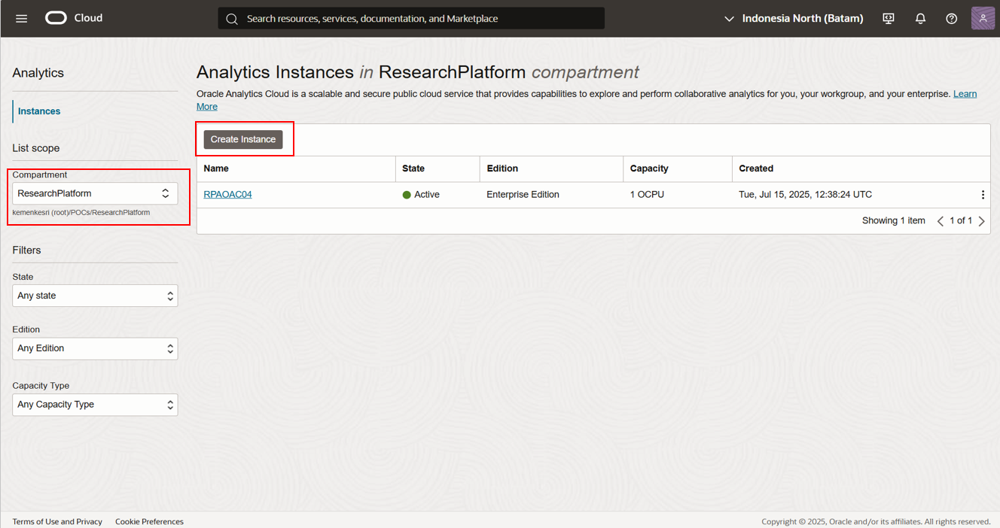 Cloud
Search resources, services, documentation, and Marketplace
Indonesia North (Batam)
Analytics
Instances
List scope
Compartment
ResearchPlatform
kemenkesri (root)/POCs/ResearchPlatform
Filters
State
Any state
Edition
Any Edition
Capacity Type
Any Capacity Type
Analytics Instances in ResearchPlatform compartment
Oracle Analytics Cloud is a scalable and secure public cloud service that provides capabilities to explore and perform collaborative analytics for you, your workgroup, and your enterprise. Learn
More
Create Instance
Name State Edition Capacity Created
RPAOAC04 Active Enterprise Edition 1 OCPU Tue, Jul 15, 2025, 12:38:24 UTC
Showing 1 item 1 of 1
Terms of Use and Privacy Cookie Preferences
Copyright © 2025, Oracle and/or its affiliates. All rights reserved.